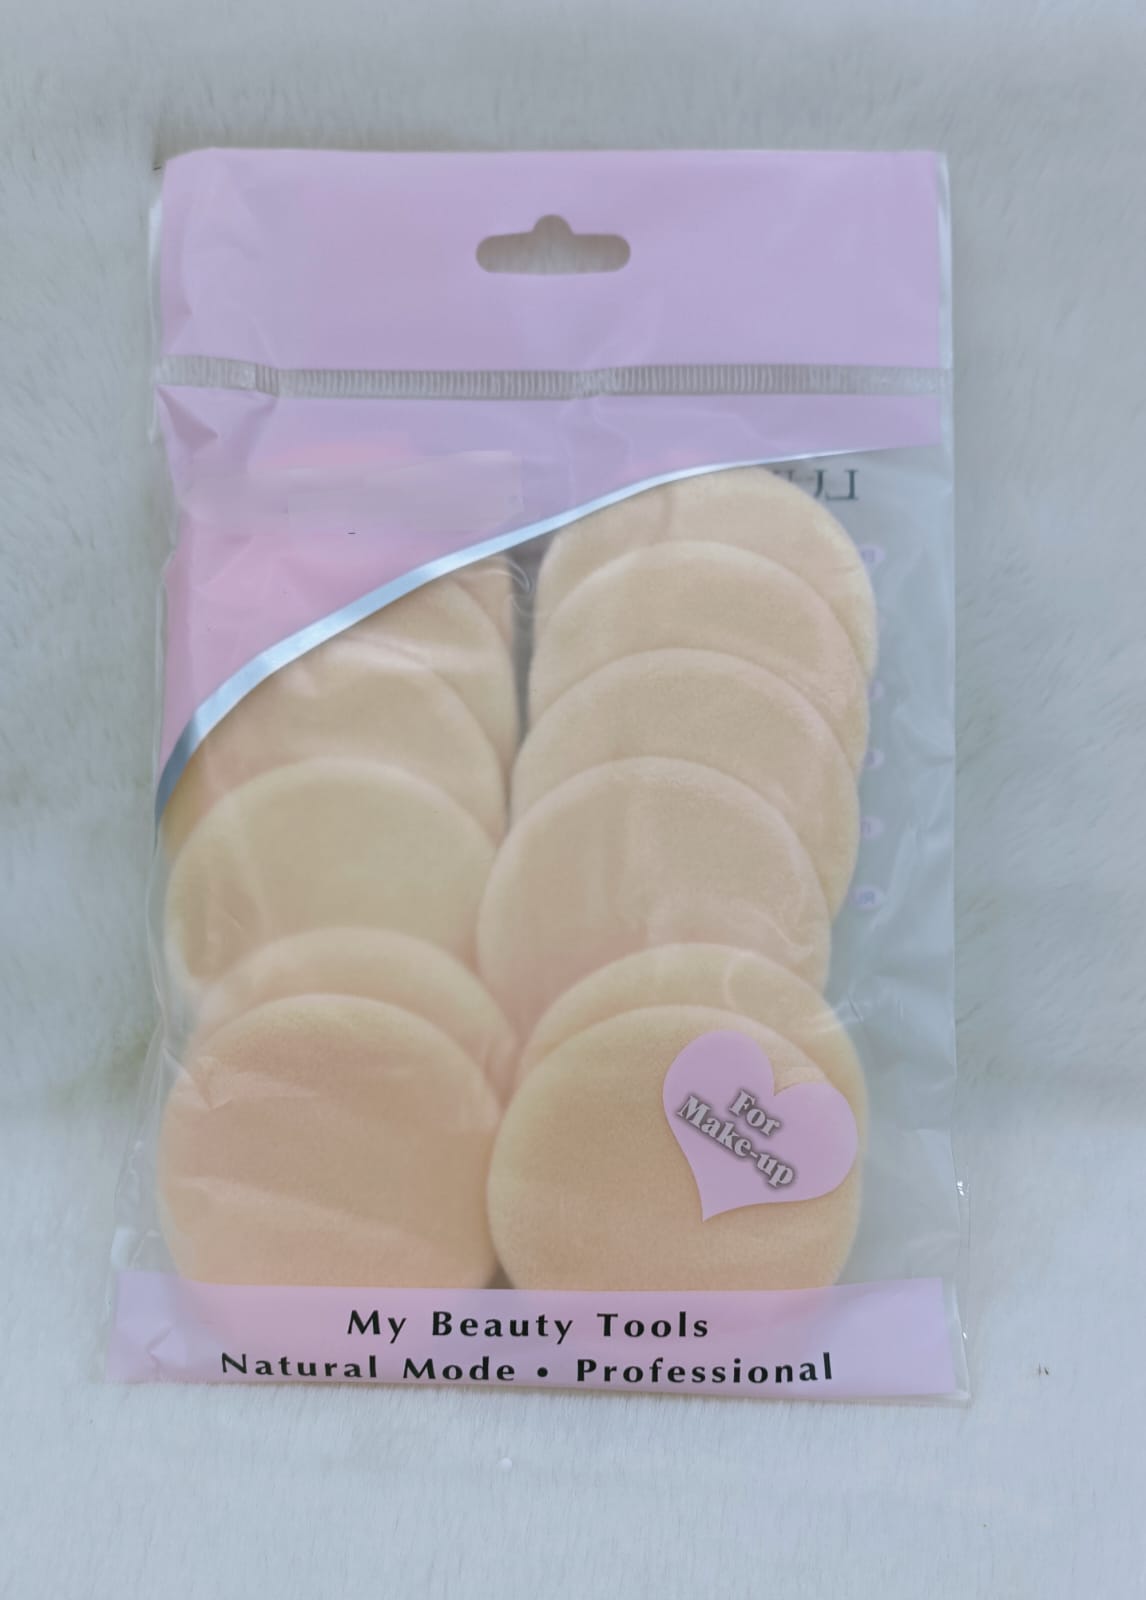 For
Make-up
My Beauty Tools
Natural Mode • Professional